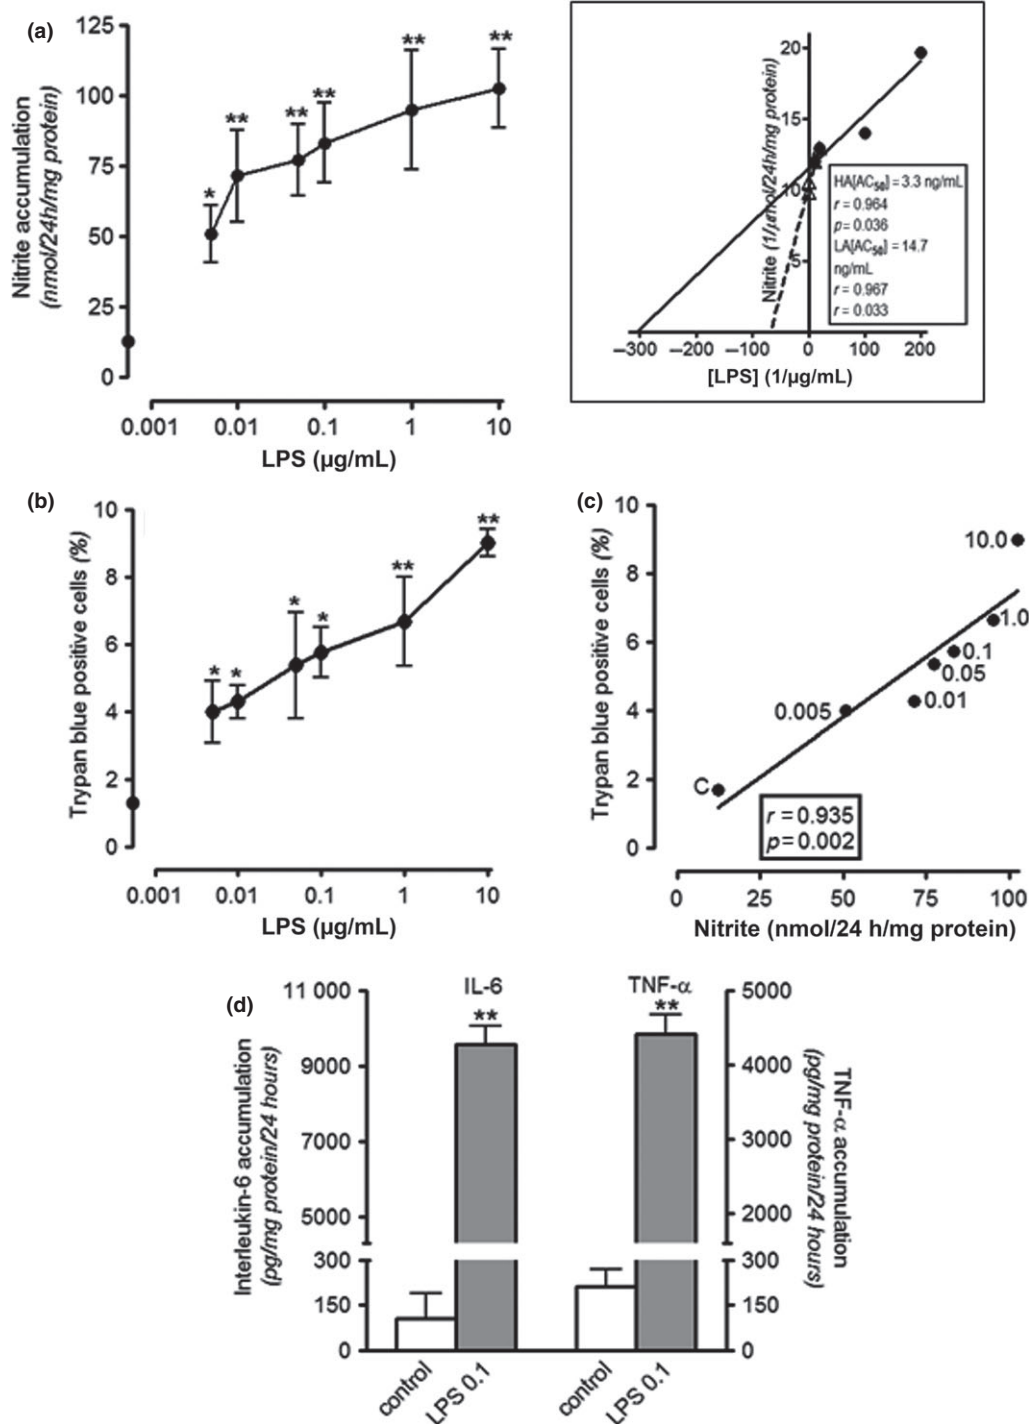 (a)
Nitrite accumulation
(nmol/24h/mg protein)
125
100
75
50
25
0
*
**
**
**
**
**
0.001
0.01
0.1
1
10
LPS (µg/mL)
Nitrite (1/µmol/24h/mg protein)
20
15
10
5
HA[AC50] = 3.3 ng/mL
r = 0.964
p = 0.036
LA[AC50] = 14.7
ng/mL
r = 0.967
r = 0.033
–300
–200
–100
0
100
200
[LPS] (1/µg/mL)
(b)
Trypan blue positive cells (%)
10
8
6
4
2
0
*
*
*
*
**
**
0.001
0.01
0.1
1
10
LPS (µg/mL)
(c)
Trypan blue positive cells (%)
10
8
6
4
2
0
C
0.005
0.01
0.05
0.1
1.0
10.0
r = 0.935
p = 0.002
0
25
50
75
100
Nitrite (nmol/24 h/mg protein)
(d)
Interleukin-6 accumulation
(pg/mg protein/24 hours)
11 000
9000
7000
5000
300
150
0
IL-6
**
TNF-α
**
5000
4000
3000
2000
300
150
0
TNF-α accumulation
(pg/mg protein/24 hours)
control
LPS 0.1
control
LPS 0.1